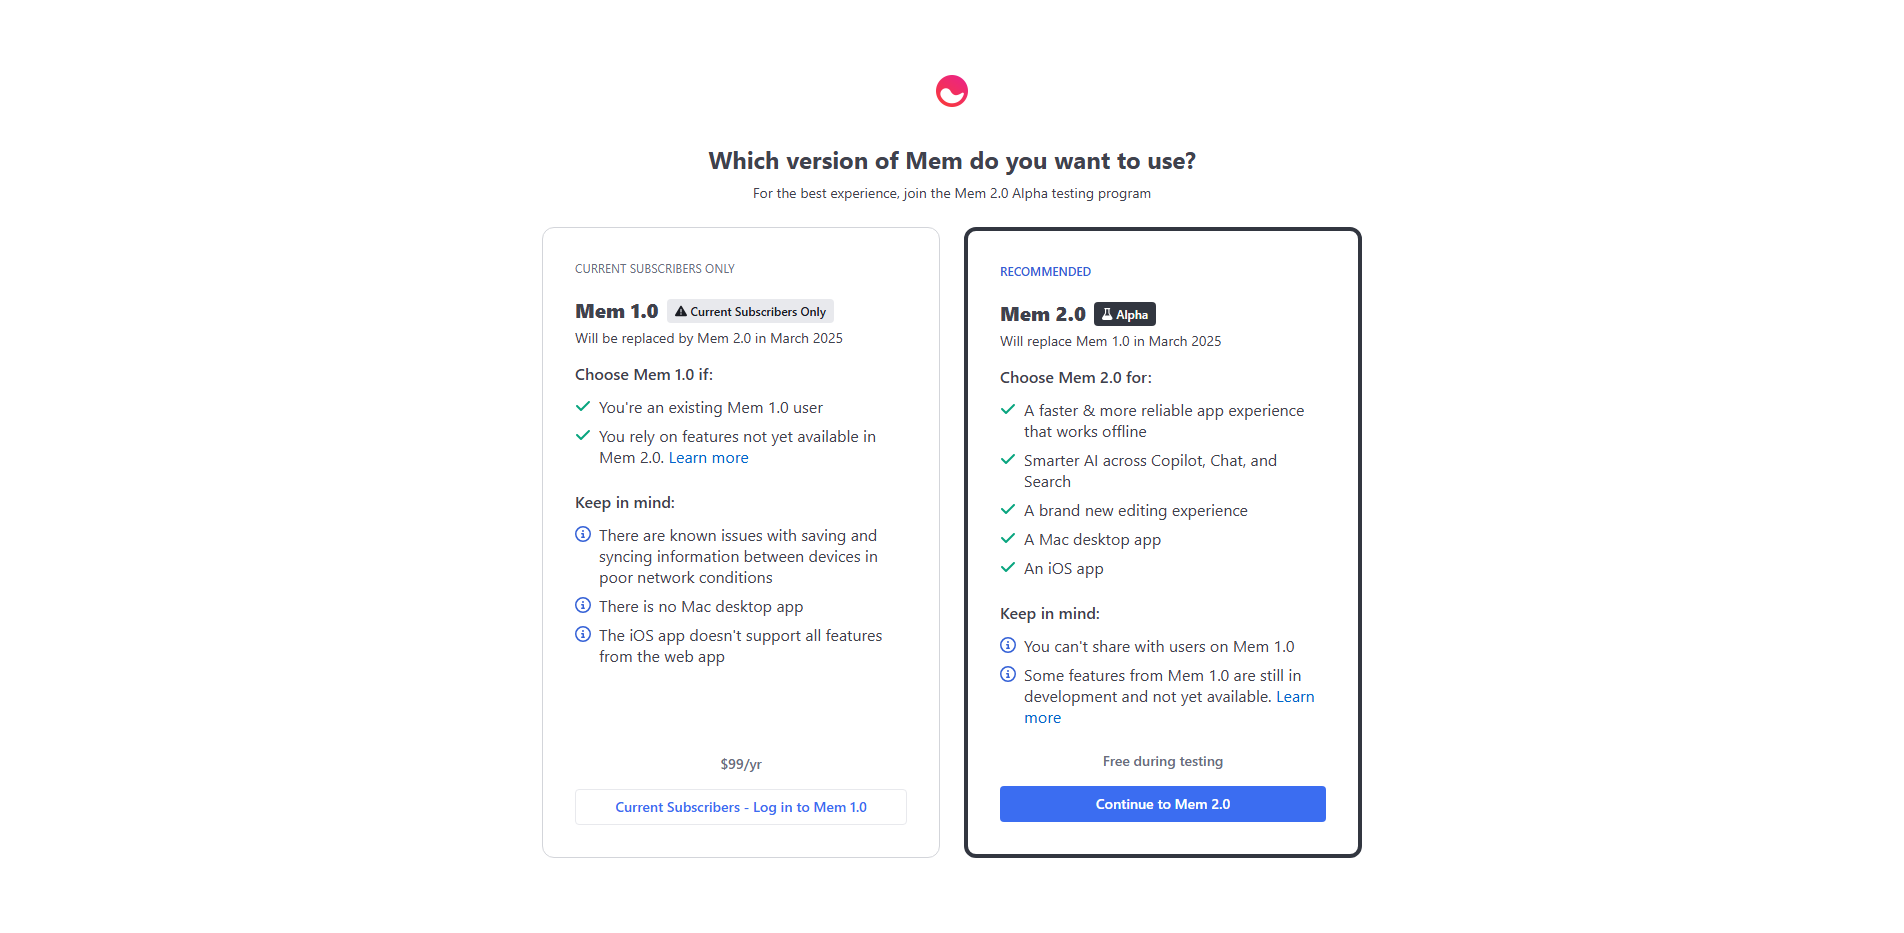 Which version of Mem do you want to use?
For the best experience, join the Mem 2.0 Alpha testing program
CURRENT SUBSCRIBERS ONLY
Mem 1.0 Current Subscribers Only
Will be replaced by Mem 2.0 in March 2025
Choose Mem 1.0 if:
You're an existing Mem 1.0 user
You rely on features not yet available in
Mem 2.0. Learn more
Keep in mind:
There are known issues with saving and
syncing information between devices in
poor network conditions
There is no Mac desktop app
The iOS app doesn't support all features
from the web app
$99/yr
Current Subscribers - Log in to Mem 1.0
RECOMMENDED
Mem 2.0 Alpha
Will replace Mem 1.0 in March 2025
Choose Mem 2.0 for:
A faster & more reliable app experience
that works offline
Smarter AI across Copilot, Chat, and
Search
A brand new editing experience
A Mac desktop app
An iOS app
Keep in mind:
You can't share with users on Mem 1.0
Some features from Mem 1.0 are still in
development and not yet available. Learn
more
Free during testing
Continue to Mem 2.0